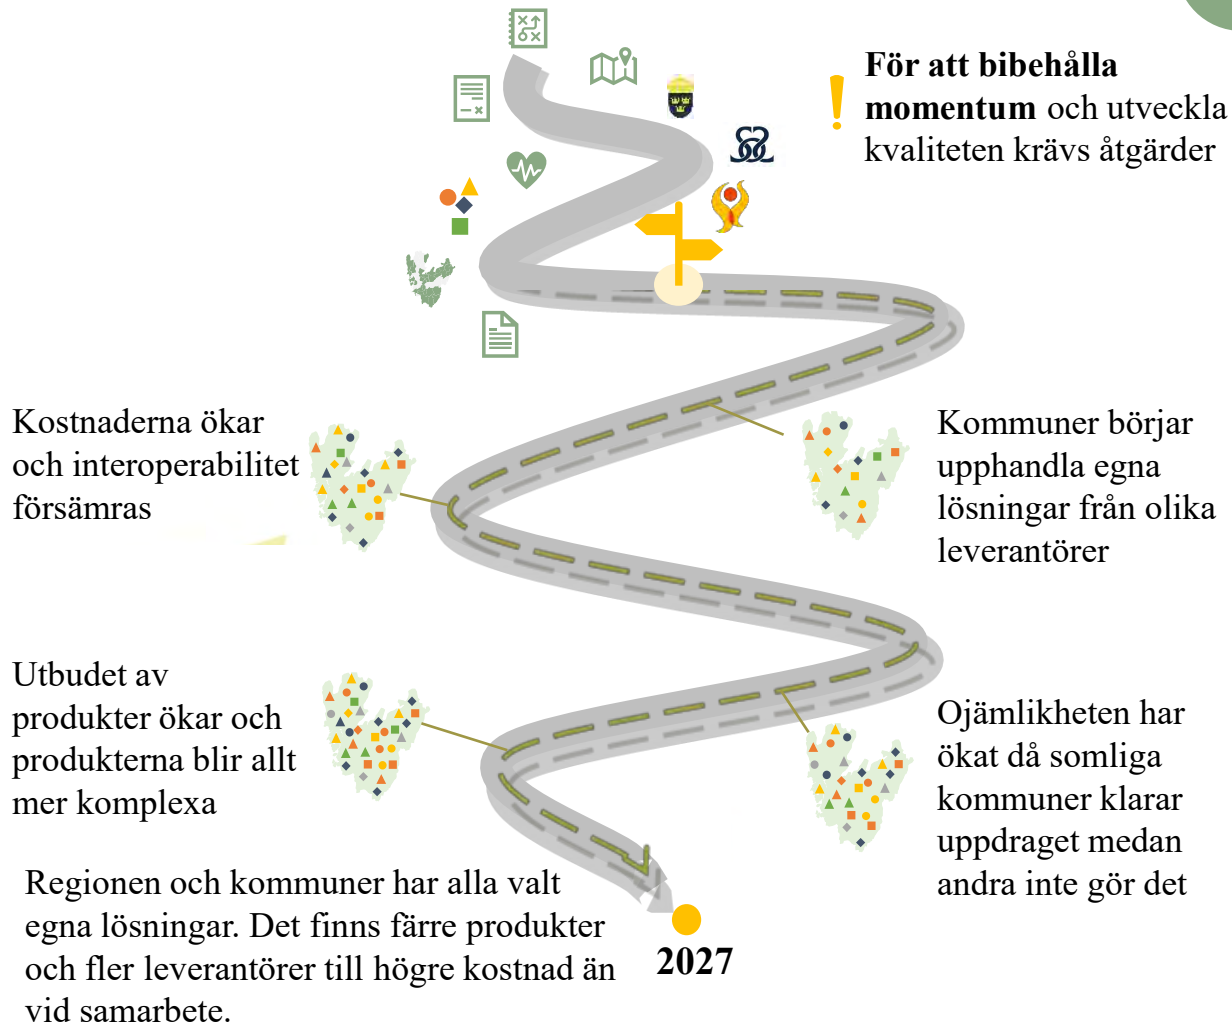 För att bibehålla
momentum och utveckla
kvaliteten krävs åtgärder
Kommuner börjar
upphandla egna
lösningar från olika
leverantörer
Kostnaderna ökar
och interoperabilitet
försämras
Ojämlikheten har
ökat då somliga
kommuner klarar
uppdraget medan
andra inte gör det
Utbudet av
produkter ökar och
produkterna blir allt
mer komplexa
Regionen och kommuner har alla valt
egna lösningar. Det finns färre produkter
och fler leverantörer till högre kostnad än
vid samarbete.
2027